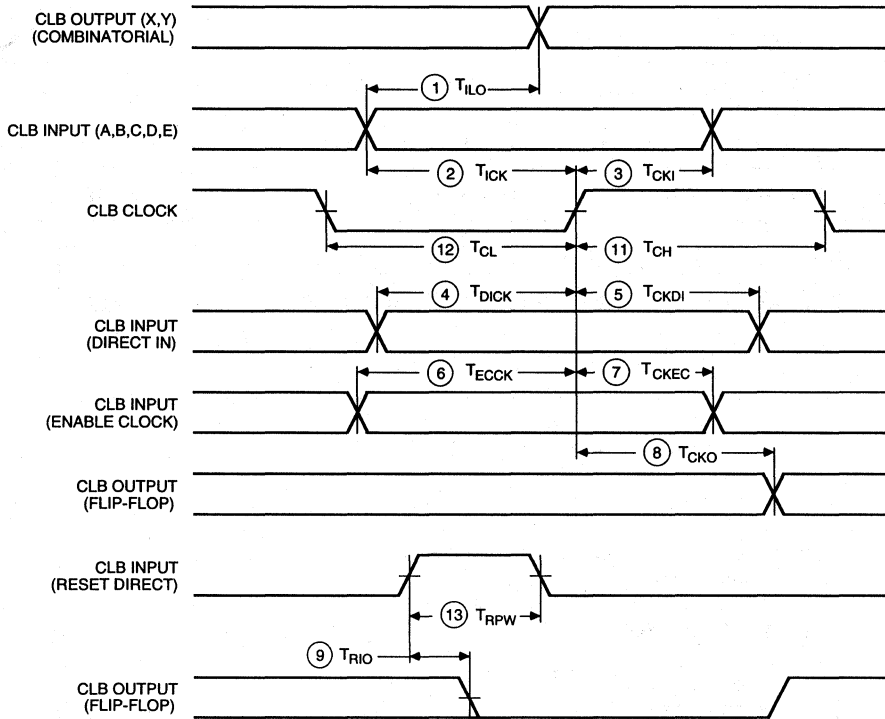 CLB OUTPUT (X,Y)
(COMBINATORIAL)
1 TILO
CLB INPUT (A,B,C,D,E)
2 TICK
3 TCKI
CLB CLOCK
12 TCL
11 TCH
4 TDICK
5 TCKDI
CLB INPUT
(DIRECT IN)
6 TECCK
7 TCKEC
CLB INPUT
(ENABLE CLOCK)
8 TCKO
CLB OUTPUT
(FLIP-FLOP)
CLB INPUT
(RESET DIRECT)
13 TRPW
9 TRIO
CLB OUTPUT
(FLIP-FLOP)